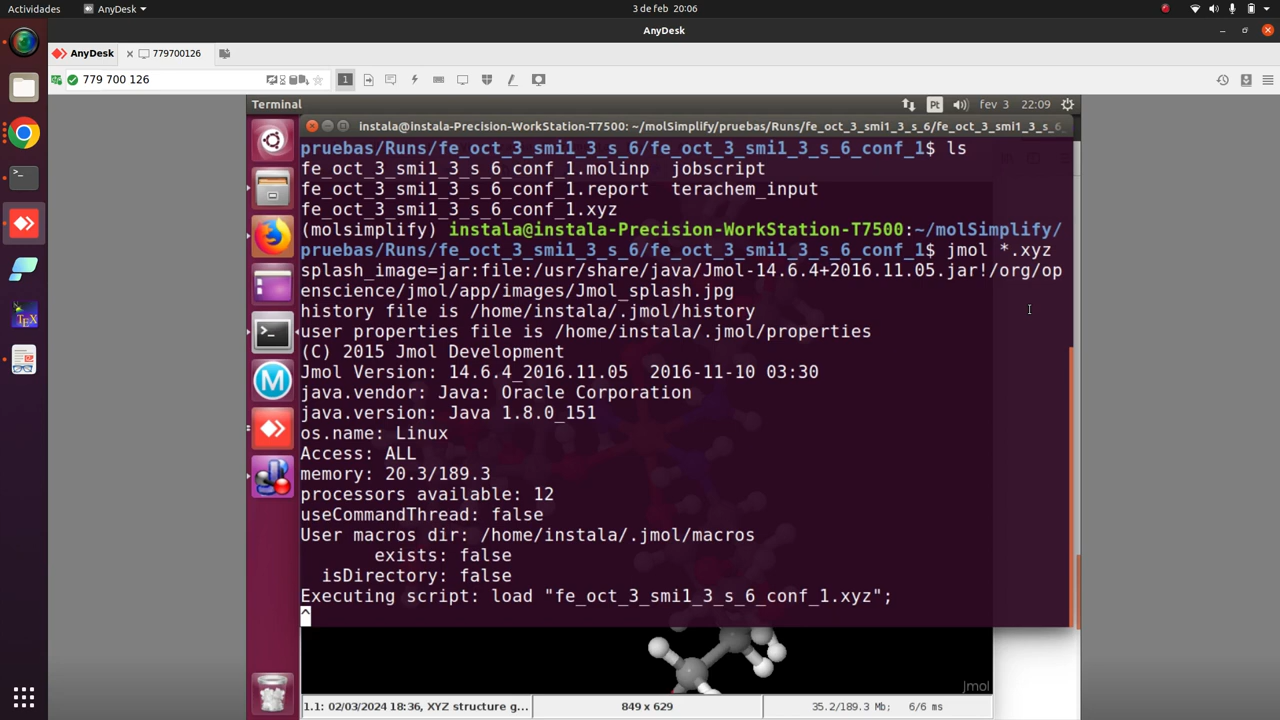 Actividades
AnyDesk
3 de feb 20:06
AnyDesk
AnyDesk
779700126
779 700 126
1
Terminal
Pt
fev 3
22:09
instala@instala-Precision-WorkStation-T7500: ~/molSimplify/pruebas/Runs/fe_oct_3_smi1_3_s_6/fe_oct_3_smi1_3_s_6_
pruebas/Runs/fe_oct_3_smi1_3_s_6/fe_oct_3_smi1_3_s_6_conf_1$ ls
fe_oct_3_smi1_3_s_6_conf_1.molinp  jobscript
fe_oct_3_smi1_3_s_6_conf_1.report  terachem_input
fe_oct_3_smi1_3_s_6_conf_1.xyz
(molsimplify) instala@instala-Precision-WorkStation-T7500:~/molSimplify/
pruebas/Runs/fe_oct_3_smi1_3_s_6/fe_oct_3_smi1_3_s_6_conf_1$ jmol *.xyz
splash_image=jar:file:/usr/share/java/Jmol-14.6.4+2016.11.05.jar!/org/op
enscience/jmol/app/images/Jmol_splash.jpg
history file is /home/instala/.jmol/history
user properties file is /home/instala/.jmol/properties
(C) 2015 Jmol Development
Jmol Version: 14.6.4_2016.11.05  2016-11-10 03:30
java.vendor: Java: Oracle Corporation
java.version: Java 1.8.0_151
os.name: Linux
Access: ALL
memory: 20.3/189.3
processors available: 12
useCommandThread: false
User macros dir: /home/instala/.jmol/macros
       exists: false
  isDirectory: false
Executing script: load "fe_oct_3_smi1_3_s_6_conf_1.xyz";
^
Jmol
1.1: 02/03/2024 18:36, XYZ structure g...
849 x 629
35.2/189.3 Mb;   6/6 ms
TEX
M